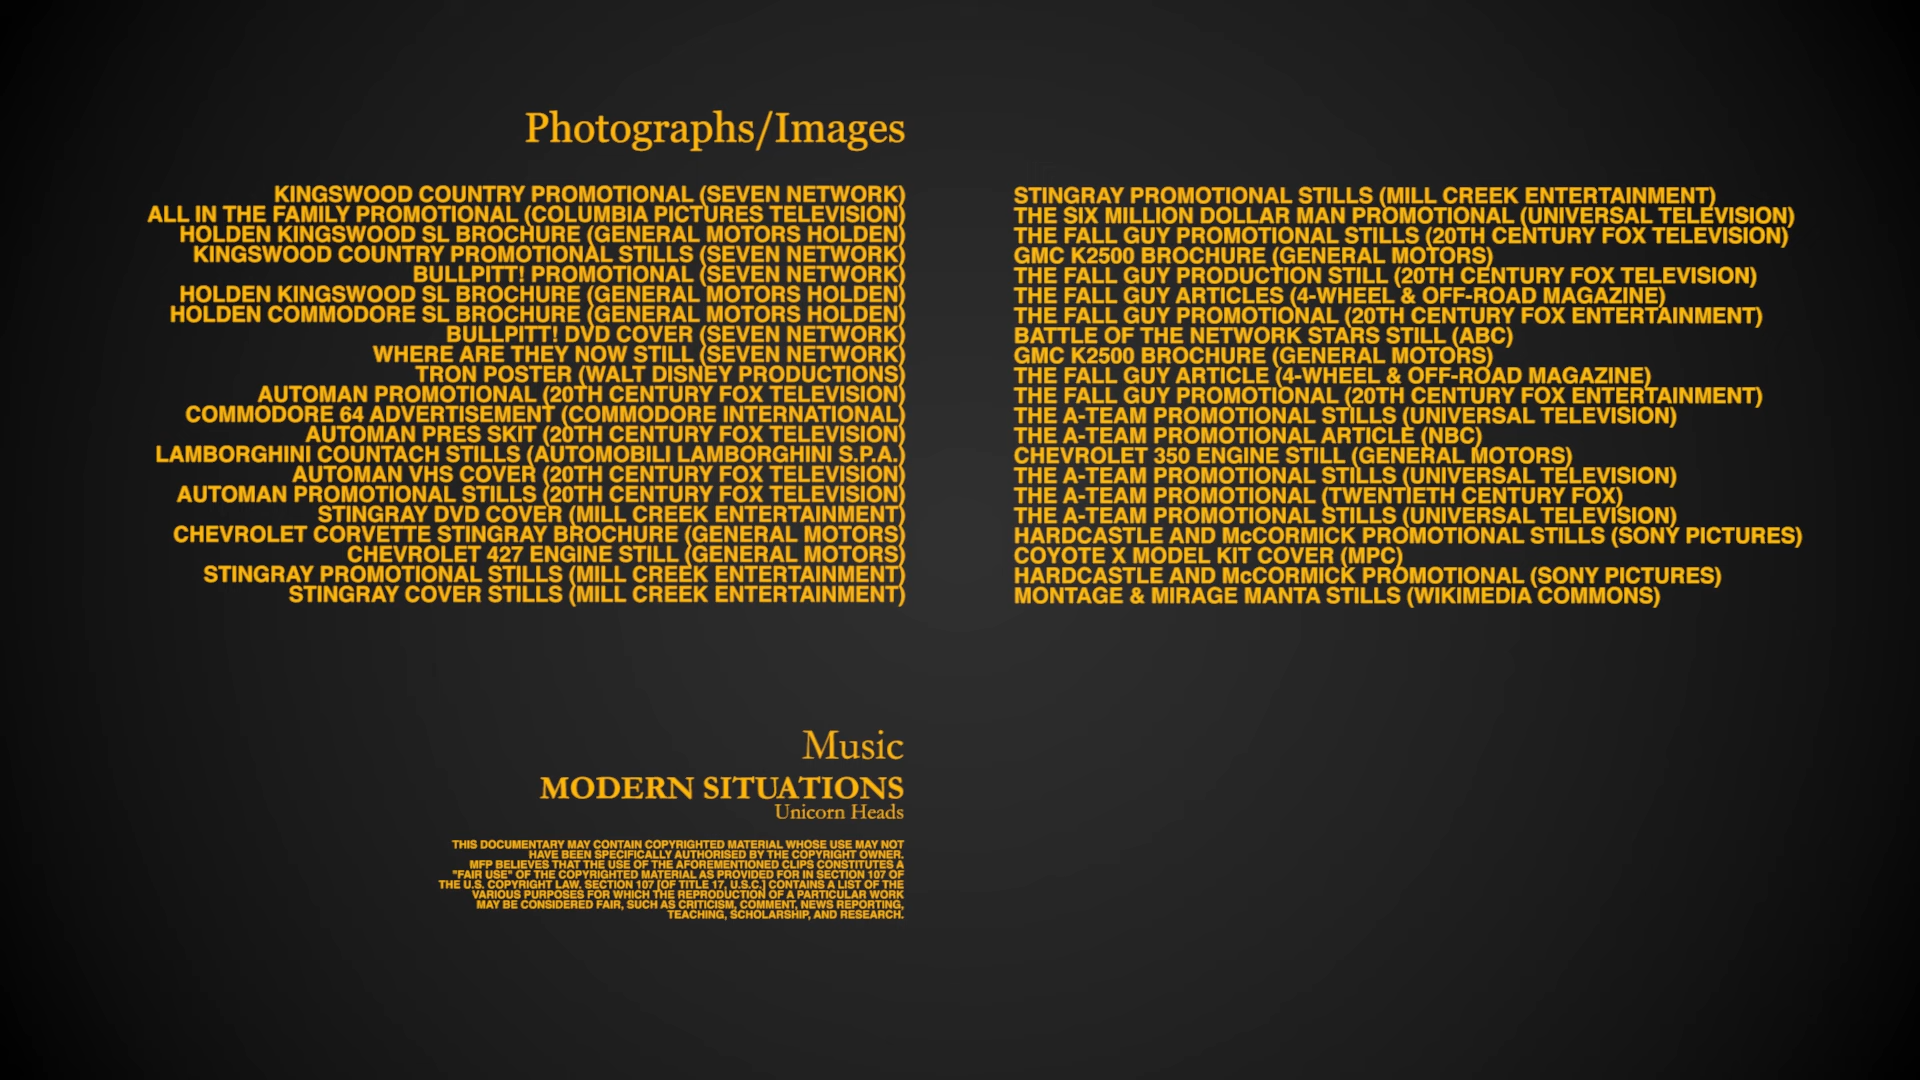 Photographs/Images
KINGSWOOD COUNTRY PROMOTIONAL (SEVEN NETWORK)
ALL IN THE FAMILY PROMOTIONAL (COLUMBIA PICTURES TELEVISION)
HOLDEN KINGSWOOD SL BROCHURE (GENERAL MOTORS HOLDEN)
KINGSWOOD COUNTRY PROMOTIONAL STILLS (SEVEN NETWORK)
BULLPITT! PROMOTIONAL (SEVEN NETWORK)
HOLDEN KINGSWOOD SL BROCHURE (GENERAL MOTORS HOLDEN)
HOLDEN COMMODORE SL BROCHURE (GENERAL MOTORS HOLDEN)
BULLPITT! DVD COVER (SEVEN NETWORK)
WHERE ARE THEY NOW STILL (SEVEN NETWORK)
TRON POSTER (WALT DISNEY PRODUCTIONS)
AUTOMAN PROMOTIONAL (20TH CENTURY FOX TELEVISION)
COMMODORE 64 ADVERTISEMENT (COMMODORE INTERNATIONAL)
AUTOMAN PRES SKIT (20TH CENTURY FOX TELEVISION)
LAMBORGHINI COUNTACH STILLS (AUTOMOBILI LAMBORGHINI S.P.A.)
AUTOMAN VHS COVER (20TH CENTURY FOX TELEVISION)
AUTOMAN PROMOTIONAL STILLS (20TH CENTURY FOX TELEVISION)
STINGRAY DVD COVER (MILL CREEK ENTERTAINMENT)
CHEVROLET CORVETTE STINGRAY BROCHURE (GENERAL MOTORS)
CHEVROLET 427 ENGINE STILL (GENERAL MOTORS)
STINGRAY PROMOTIONAL STILLS (MILL CREEK ENTERTAINMENT)
STINGRAY COVER STILLS (MILL CREEK ENTERTAINMENT)
STINGRAY PROMOTIONAL STILLS (MILL CREEK ENTERTAINMENT)
THE SIX MILLION DOLLAR MAN PROMOTIONAL (UNIVERSAL TELEVISION)
THE FALL GUY PROMOTIONAL STILLS (20TH CENTURY FOX TELEVISION)
GMC K2500 BROCHURE (GENERAL MOTORS)
THE FALL GUY PRODUCTION STILL (20TH CENTURY FOX TELEVISION)
THE FALL GUY ARTICLES (4-WHEEL & OFF-ROAD MAGAZINE)
THE FALL GUY PROMOTIONAL (20TH CENTURY FOX ENTERTAINMENT)
BATTLE OF THE NETWORK STARS STILL (ABC)
GMC K2500 BROCHURE (GENERAL MOTORS)
THE FALL GUY ARTICLE (4-WHEEL & OFF-ROAD MAGAZINE)
THE FALL GUY PROMOTIONAL (20TH CENTURY FOX ENTERTAINMENT)
THE A-TEAM PROMOTIONAL STILLS (UNIVERSAL TELEVISION)
THE A-TEAM PROMOTIONAL ARTICLE (NBC)
CHEVROLET 350 ENGINE STILL (GENERAL MOTORS)
THE A-TEAM PROMOTIONAL STILLS (UNIVERSAL TELEVISION)
THE A-TEAM PROMOTIONAL (TWENTIETH CENTURY FOX)
THE A-TEAM PROMOTIONAL STILLS (UNIVERSAL TELEVISION)
HARDCASTLE AND McCORMICK PROMOTIONAL STILLS (SONY PICTURES)
COYOTE X MODEL KIT COVER (MPC)
HARDCASTLE AND McCORMICK PROMOTIONAL (SONY PICTURES)
MONTAGE & MIRAGE MANTA STILLS (WIKIMEDIA COMMONS)
Music
MODERN SITUATIONS
Unicorn Heads
THIS DOCUMENTARY MAY CONTAIN COPYRIGHTED MATERIAL WHOSE USE MAY NOT
HAVE BEEN SPECIFICALLY AUTHORISED BY THE COPYRIGHT OWNER.
MFP BELIEVES THAT THE USE OF THE AFOREMENTIONED CLIPS CONSTITUTES A
"FAIR USE" OF THE COPYRIGHTED MATERIAL AS PROVIDED FOR IN SECTION 107 OF
THE U.S. COPYRIGHT LAW. SECTION 107 [OF TITLE 17, U.S.C.] CONTAINS A LIST OF THE
VARIOUS PURPOSES FOR WHICH THE REPRODUCTION OF A PARTICULAR WORK
MAY BE CONSIDERED FAIR, SUCH AS CRITICISM, COMMENT, NEWS REPORTING,
TEACHING, SCHOLARSHIP, AND RESEARCH.